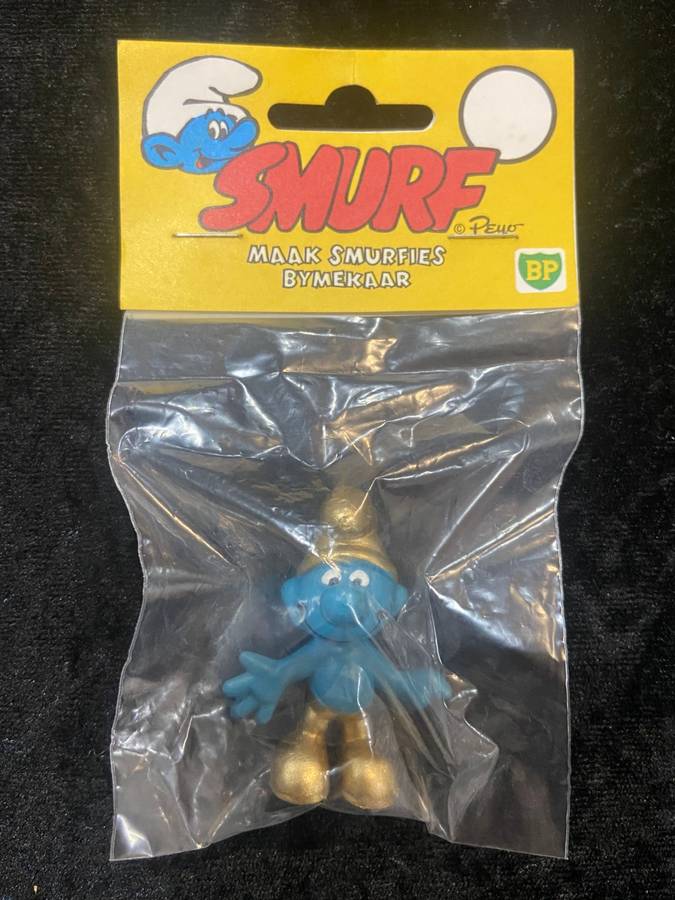 SMURF
© Peyo
MAAK SMURFIES
BYMEKAAR
BP